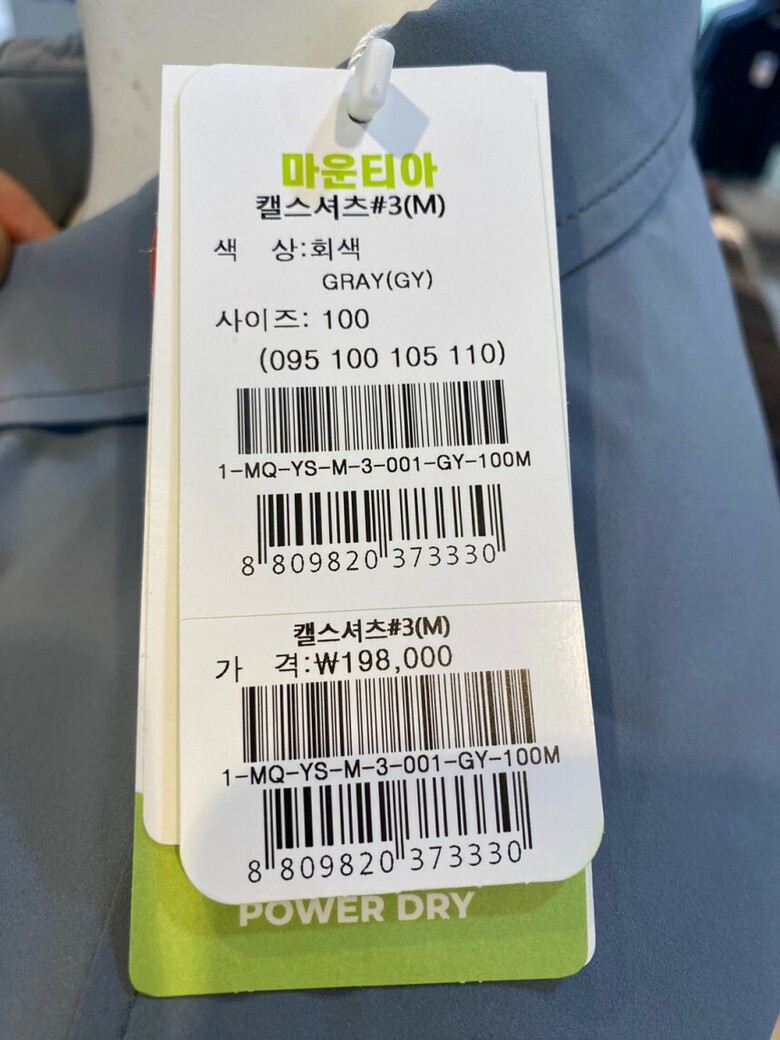 마운티아
캘스셔츠#3(M)
색 상:회색
GRAY(GY)
사이즈: 100
(095 100 105 110)
1-MQ-YS-M-3-001-GY-100M
8 809820 373330
캘스셔츠#3(M)
가 격:₩198,000
1-MQ-YS-M-3-001-GY-100M
8 809820 373330
POWER DRY